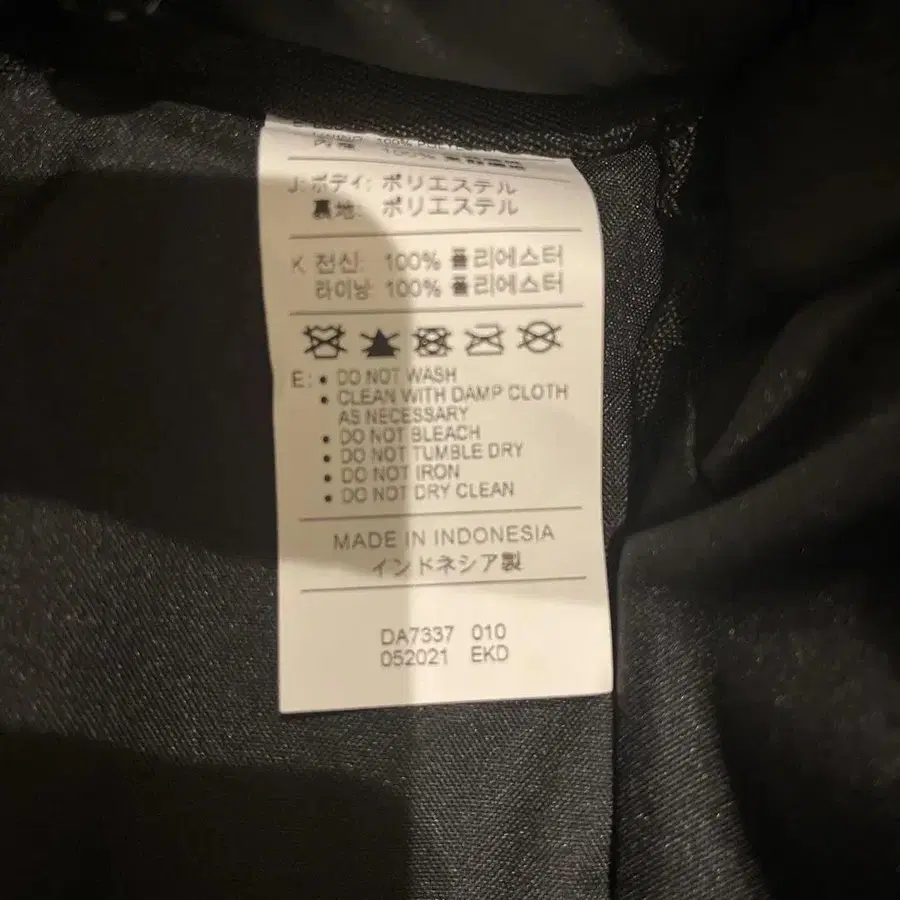 100% POLYESTER
100%
J: ボディ: ポリエステル
裏地: ポリエステル
K 전신: 100% 폴리에스터
라이닝 100% 폴리에스터
E: • DO NOT WASH
• CLEAN WITH DAMP CLOTH
AS NECESSARY
• DO NOT BLEACH
• DO NOT TUMBLE DRY
• DO NOT IRON
• DO NOT DRY CLEAN
MADE IN INDONESIA
インドネシア製
DA7337 010
052021 EKD